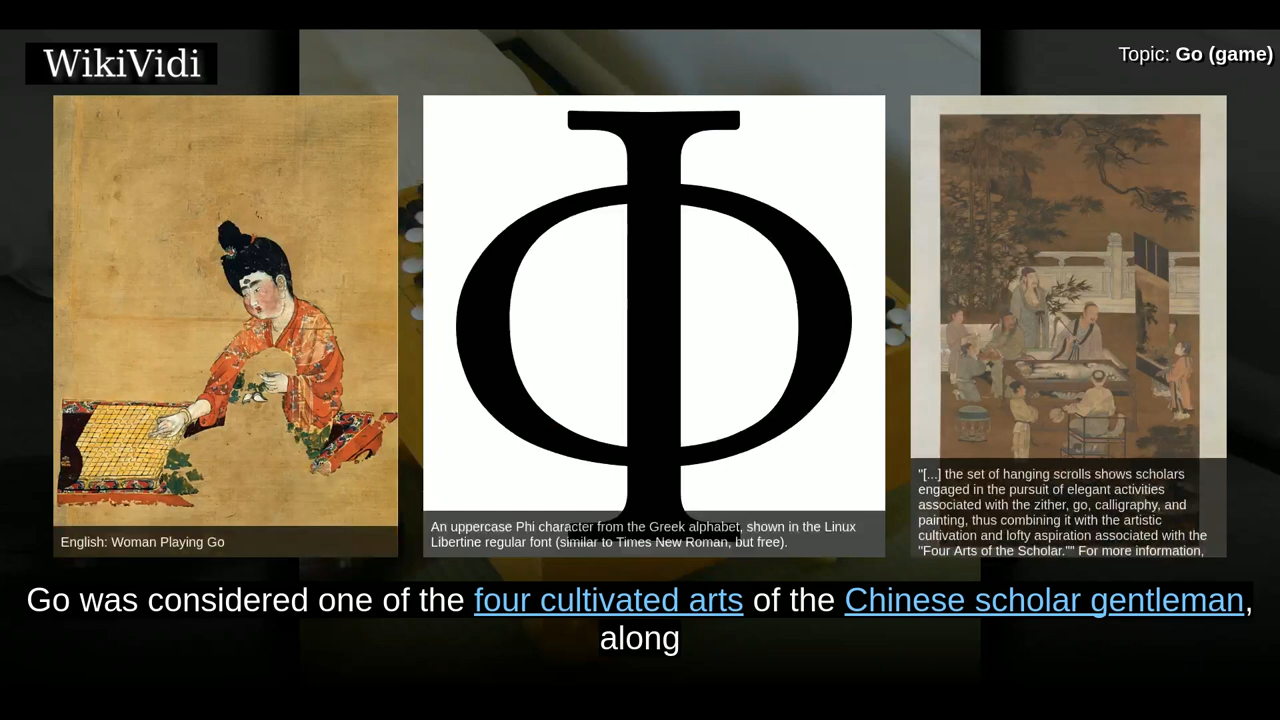 WikiVidi
Topic: Go (game)
English: Woman Playing Go
An uppercase Phi character from the Greek alphabet, shown in the Linux
Libertine regular font (similar to Times New Roman, but free).
"[...] the set of hanging scrolls shows scholars
engaged in the pursuit of elegant activities
associated with the zither, go, calligraphy, and
painting, thus combining it with the artistic
cultivation and lofty aspiration associated with the
"Four Arts of the Scholar."" For more information,
Go was considered one of the four cultivated arts of the Chinese scholar gentleman,
along